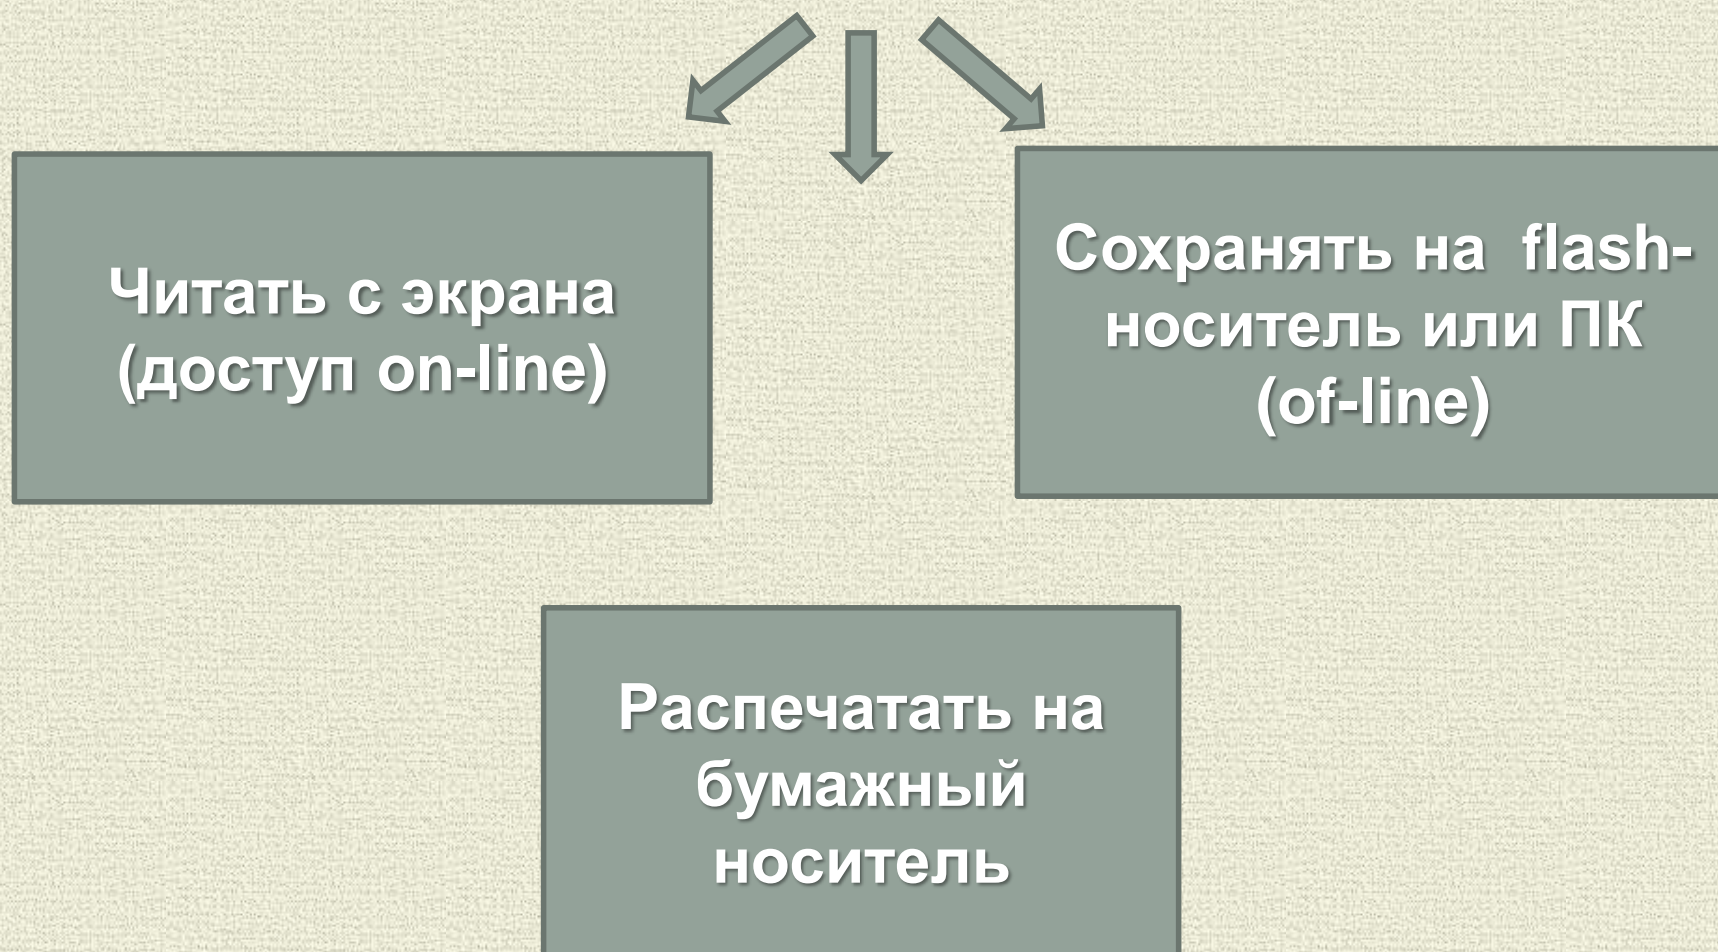 Читать с экрана
(доступ on-line)
Сохранять на flash-
носитель или ПК
(of-line)
Распечатать на
бумажный
носитель